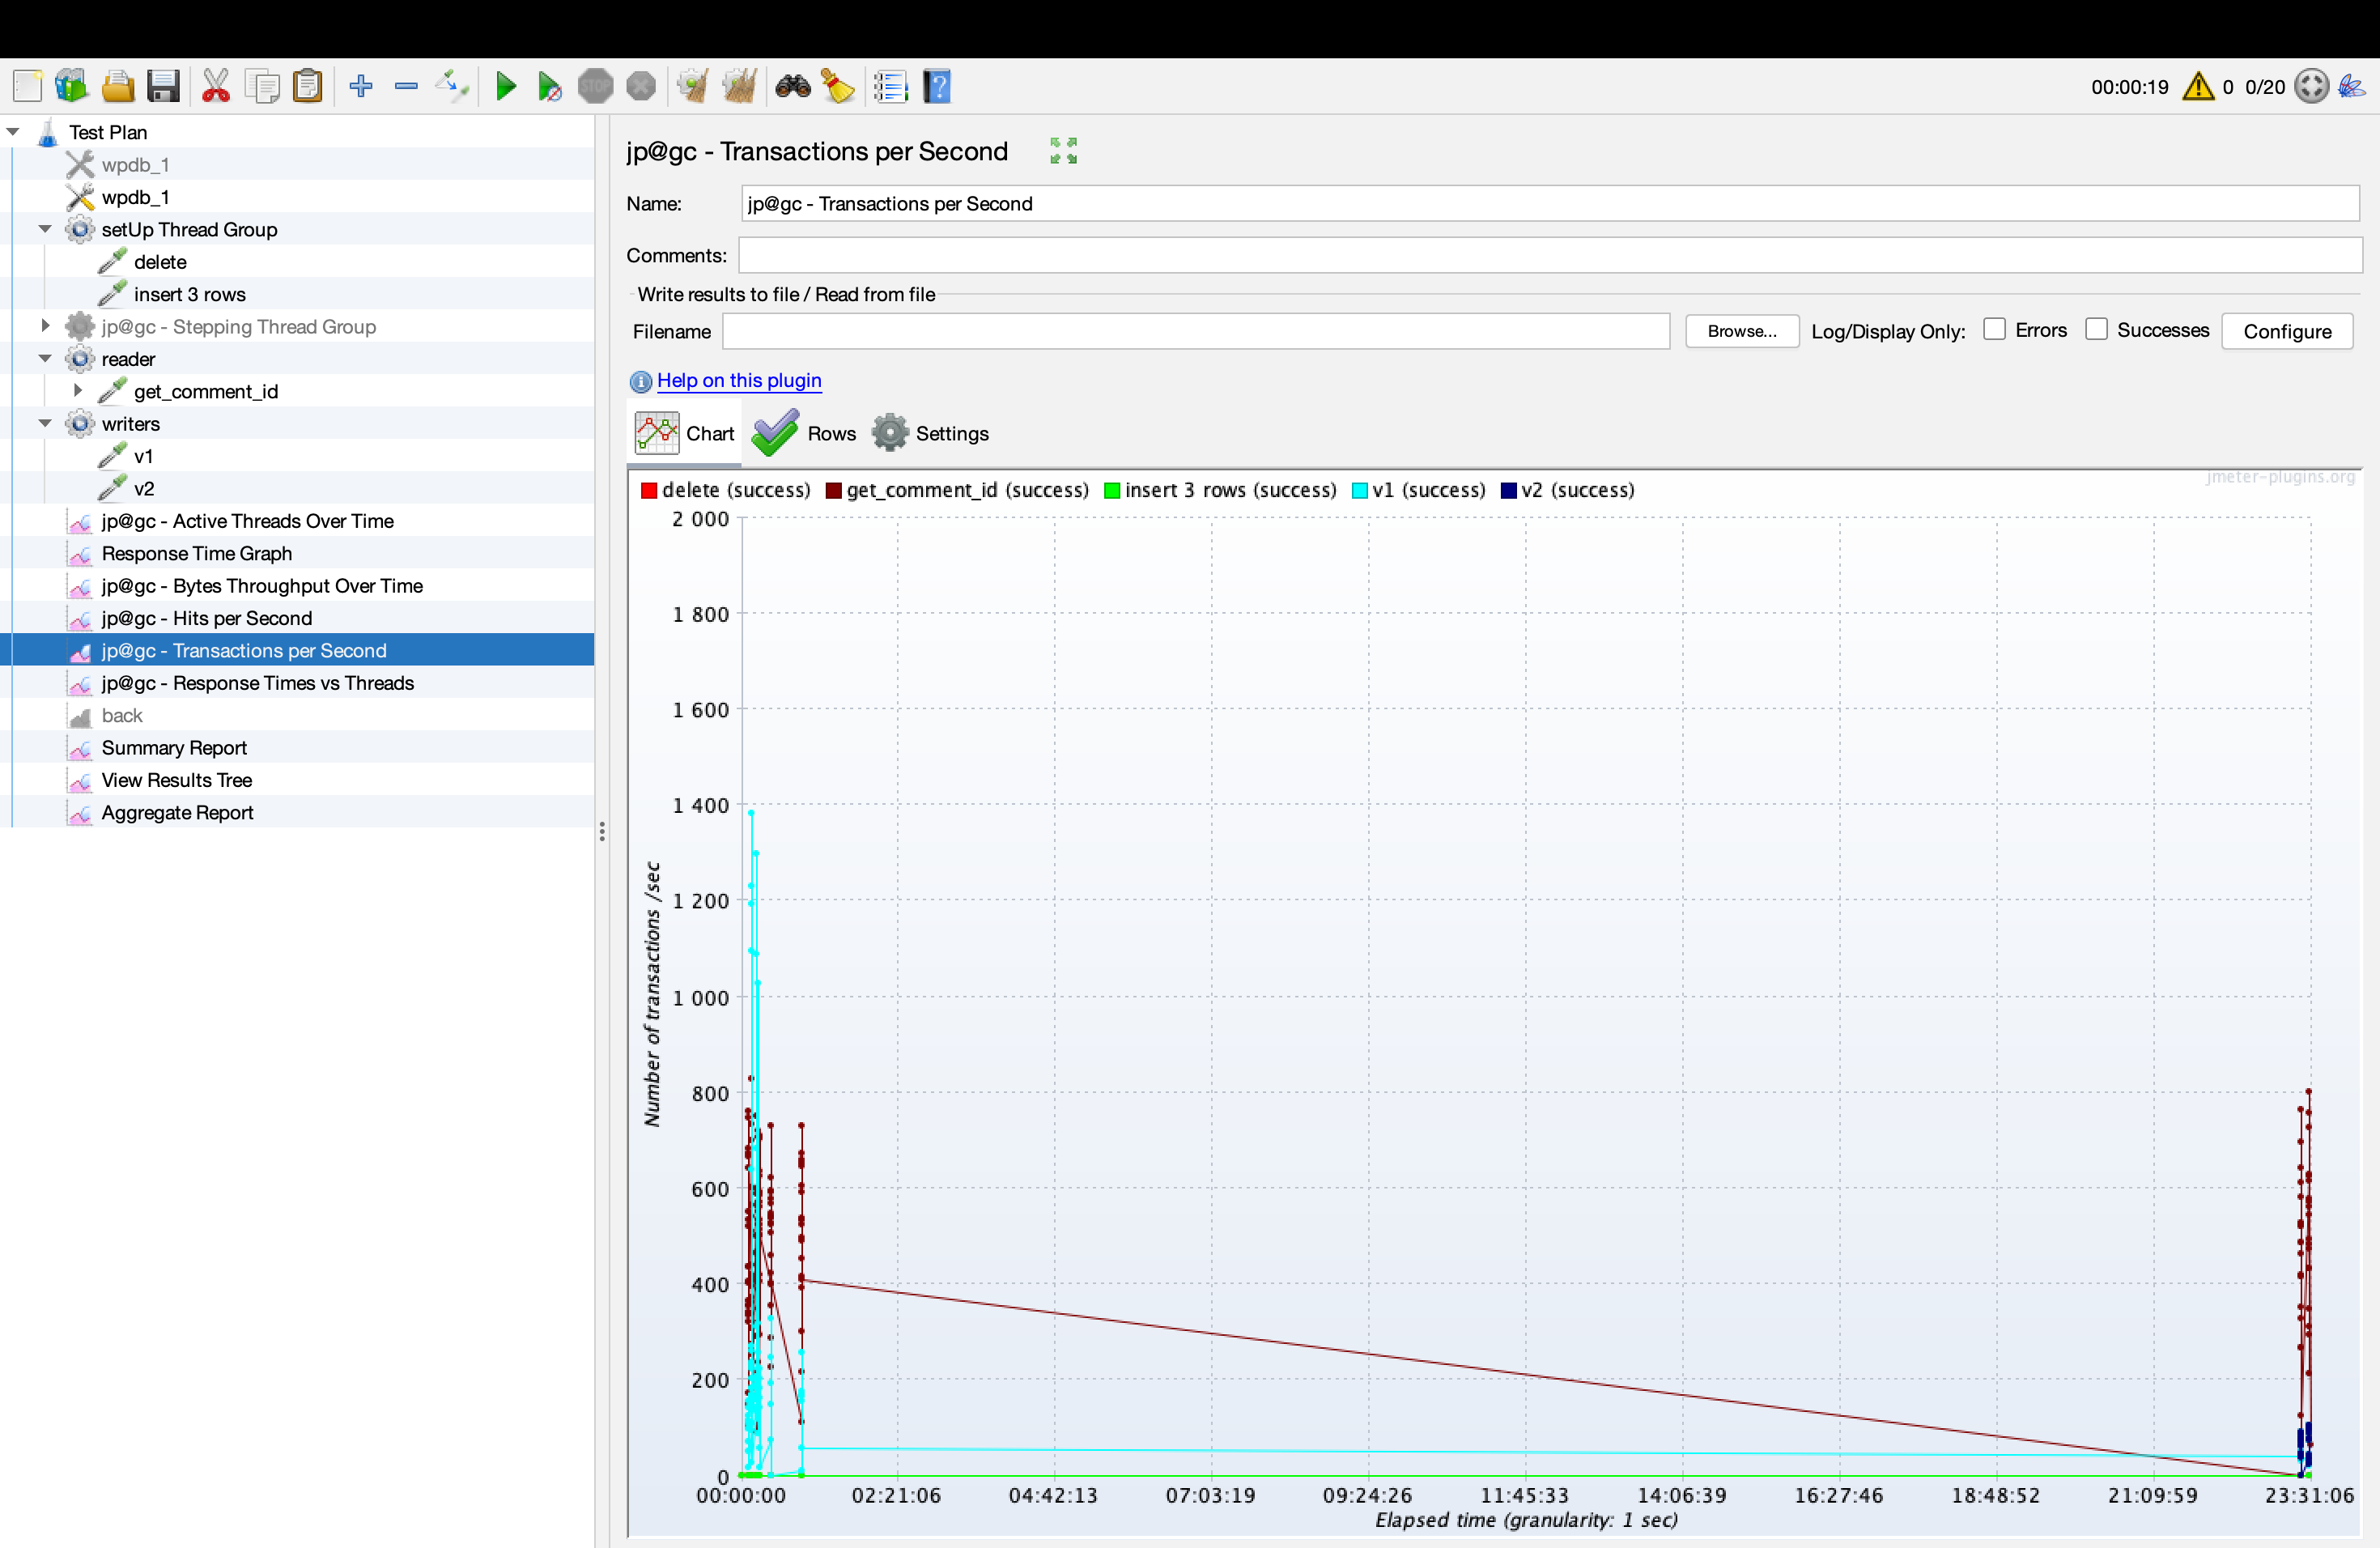 STOP
00:00:19 0 0/20
Test Plan
wpdb_1
wpdb_1
setUp Thread Group
delete
insert 3 rows
jp@gc - Stepping Thread Group
reader
get_comment_id
writers
v1
v2
jp@gc - Active Threads Over Time
Response Time Graph
jp@gc - Bytes Throughput Over Time
jp@gc - Hits per Second
jp@gc - Transactions per Second
jp@gc - Response Times vs Threads
back
Summary Report
View Results Tree
Aggregate Report
jp@gc - Transactions per Second
Name: jp@gc - Transactions per Second
Comments:
Write results to file / Read from file
Filename Browse... Log/Display Only: Errors Successes Configure
Help on this plugin
Chart Rows Settings
jmeter-plugins.org
delete (success) get_comment_id (success) insert 3 rows (success) v1 (success) v2 (success)
2 000
1 800
1 600
1 400
1 200
1 000
800
600
400
200
0
Number of transactions /sec
00:00:00 02:21:06 04:42:13 07:03:19 09:24:26 11:45:33 14:06:39 16:27:46 18:48:52 21:09:59 23:31:06
Elapsed time (granularity: 1 sec)